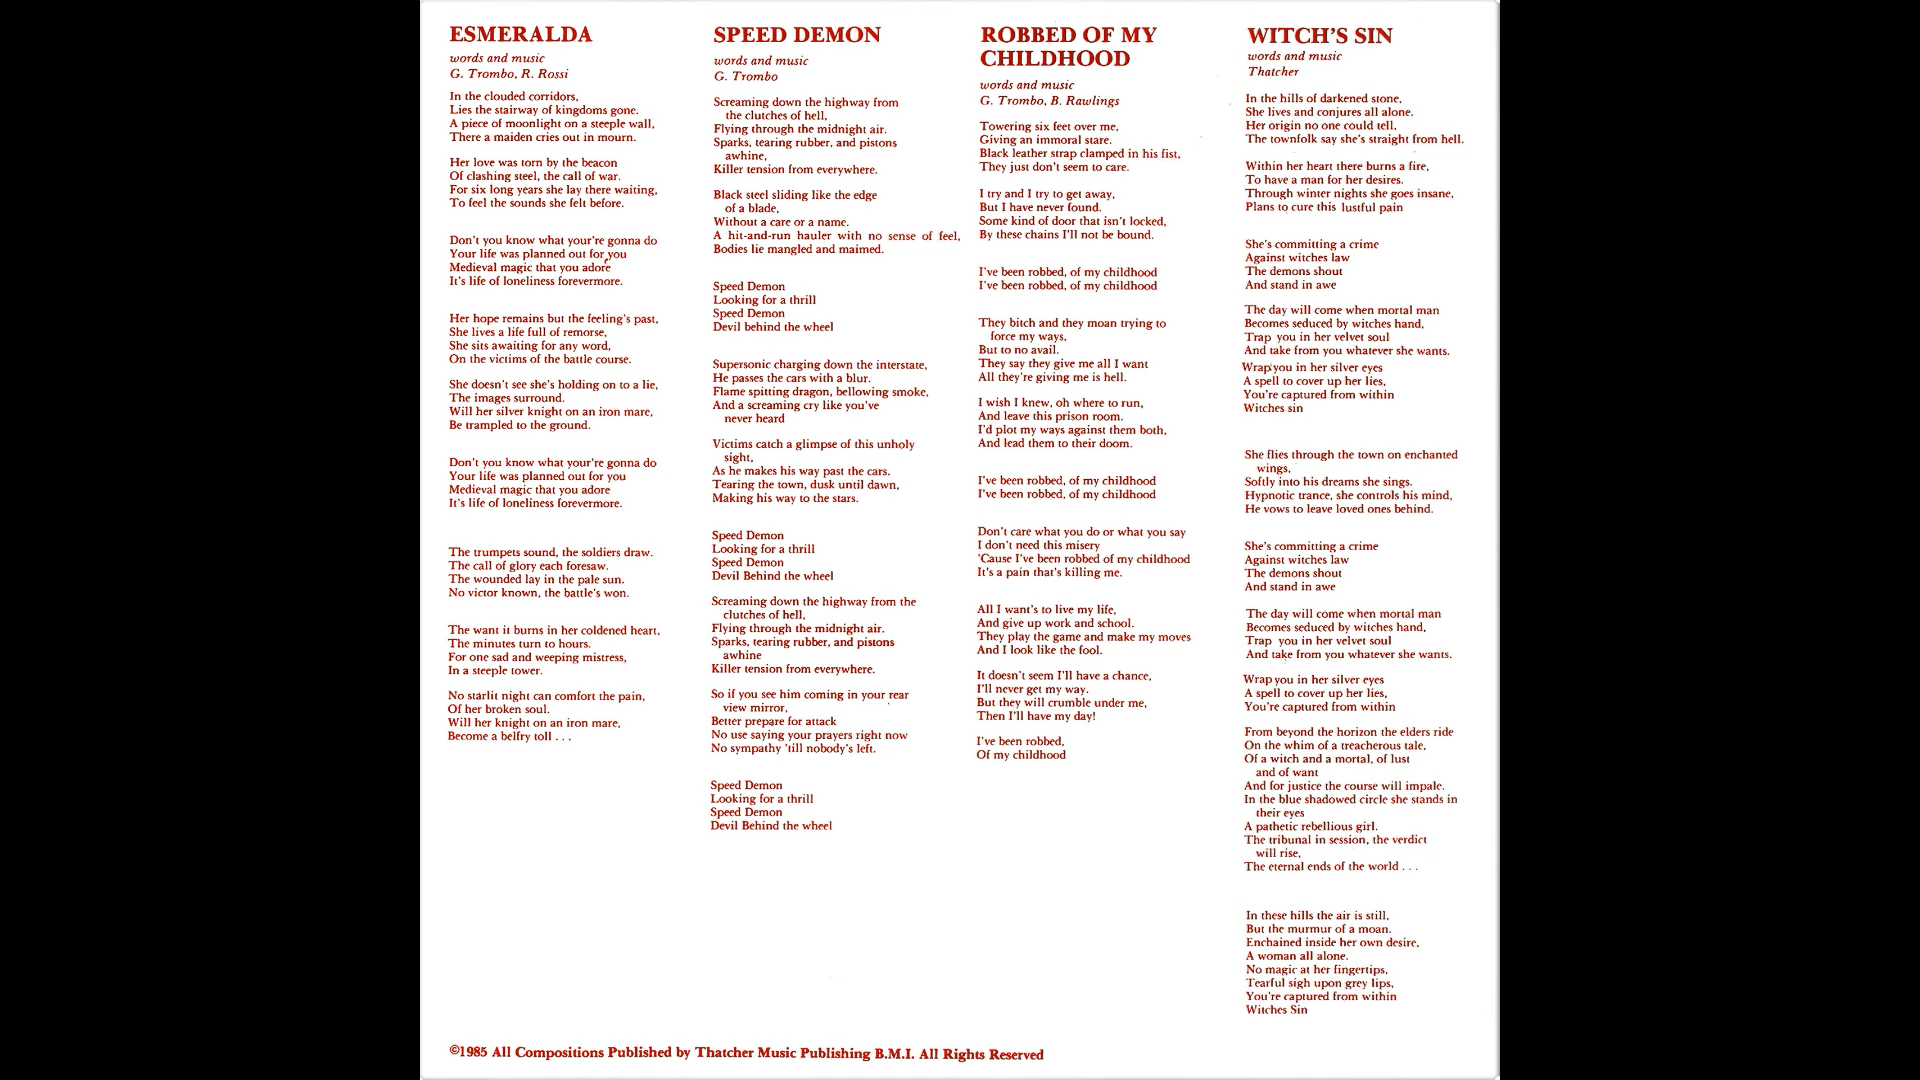 ESMERALDA
words and music
G. Trombo, R. Rossi
In the clouded corridors,
Lies the stairway of kingdoms gone.
A piece of moonlight on a steeple wall,
There a maiden cries out in mourn.
Her love was torn by the beacon
Of clashing steel, the call of war.
For six long years she lay there waiting,
To feel the sounds she felt before.
Don't you know what your're gonna do
Your life was planned out for you
Medieval magic that you adore
It's life of loneliness forevermore.
Her hope remains but the feeling's past,
She lives a life full of remorse,
She sits awaiting for any word,
On the victims of the battle course.
She doesn't see she's holding on to a lie,
The images surround.
Will her silver knight on an iron mare,
Be trampled to the ground.
Don't you know what your're gonna do
Your life was planned out for you
Medieval magic that you adore
It's life of loneliness forevermore.
The trumpets sound, the soldiers draw.
The call of glory each foresaw.
The wounded lay in the pale sun.
No victor known, the battle's won.
The want it burns in her coldened heart,
The minutes turn to hours.
For one sad and weeping mistress,
In a steeple tower.
No starlit night can comfort the pain,
Of her broken soul.
Will her knight on an iron mare,
Become a belfry toll . . .
SPEED DEMON
words and music
G. Trombo
Screaming down the highway from
the clutches of hell,
Flying through the midnight air.
Sparks, tearing rubber, and pistons
awhine,
Killer tension from everywhere.
Black steel sliding like the edge
of a blade,
Without a care or a name.
A hit-and-run hauler with no sense of feel,
Bodies lie mangled and maimed.
Speed Demon
Looking for a thrill
Speed Demon
Devil behind the wheel
Supersonic charging down the interstate,
He passes the cars with a blur.
Flame spitting dragon, bellowing smoke,
And a screaming cry like you've
never heard
Victims catch a glimpse of this unholy
sight,
As he makes his way past the cars.
Tearing the town, dusk until dawn,
Making his way to the stars.
Speed Demon
Looking for a thrill
Speed Demon
Devil Behind the wheel
Screaming down the highway from the
clutches of hell,
Flying through the midnight air.
Sparks, tearing rubber, and pistons
awhine
Killer tension from everywhere.
So if you see him coming in your rear
view mirror,
Better prepare for attack
No use saying your prayers right now
No sympathy 'till nobody's left.
Speed Demon
Looking for a thrill
Speed Demon
Devil Behind the wheel
ROBBED OF MY
CHILDHOOD
words and music
G. Trombo, B. Rawlings
Towering six feet over me,
Giving an immoral stare.
Black leather strap clamped in his fist,
They just don't seem to care.
I try and I try to get away,
But I have never found.
Some kind of door that isn't locked,
By these chains I'll not be bound.
I've been robbed, of my childhood
I've been robbed, of my childhood
They bitch and they moan trying to
force my ways,
But to no avail.
They say they give me all I want
All they're giving me is hell.
I wish I knew, oh where to run,
And leave this prison room.
I'd plot my ways against them both,
And lead them to their doom.
I've been robbed, of my childhood
I've been robbed, of my childhood
Don't care what you do or what you say
I don't need this misery
'Cause I've been robbed of my childhood
It's a pain that's killing me.
All I want's to live my life,
And give up work and school.
They play the game and make my moves
And I look like the fool.
It doesn't seem I'll have a chance,
I'll never get my way.
But they will crumble under me,
Then I'll have my day!
I've been robbed,
Of my childhood
WITCH'S SIN
words and music
Thatcher
In the hills of darkened stone,
She lives and conjures all alone.
Her origin no one could tell,
The townfolk say she's straight from hell.
Within her heart there burns a fire,
To have a man for her desires.
Through winter nights she goes insane,
Plans to cure this lustful pain
She's committing a crime
Against witches law
The demons shout
And stand in awe
The day will come when mortal man
Becomes seduced by witches hand,
Trap you in her velvet soul
And take from you whatever she wants.
Wrap you in her silver eyes
A spell to cover up her lies,
You're captured from within
Witches sin
She flies through the town on enchanted
wings,
Softly into his dreams she sings.
Hypnotic trance, she controls his mind,
He vows to leave loved ones behind.
She's committing a crime
Against witches law
The demons shout
And stand in awe
The day will come when mortal man
Becomes seduced by witches hand,
Trap you in her velvet soul
And take from you whatever she wants.
Wrap you in her silver eyes
A spell to cover up her lies,
You're captured from within
From beyond the horizon the elders ride
On the whim of a treacherous tale,
Of a witch and a mortal, of lust
and of want
And for justice the course will impale.
In the blue shadowed circle she stands in
their eyes
A pathetic rebellious girl.
The tribunal in session, the verdict
will rise,
The eternal ends of the world . . .
In these hills the air is still,
But the murmur of a moan.
Enchained inside her own desire,
A woman all alone.
No magic at her fingertips,
Tearful sigh upon grey lips,
You're captured from within
Witches Sin
©1985 All Compositions Published by Thatcher Music Publishing B.M.I. All Rights Reserved